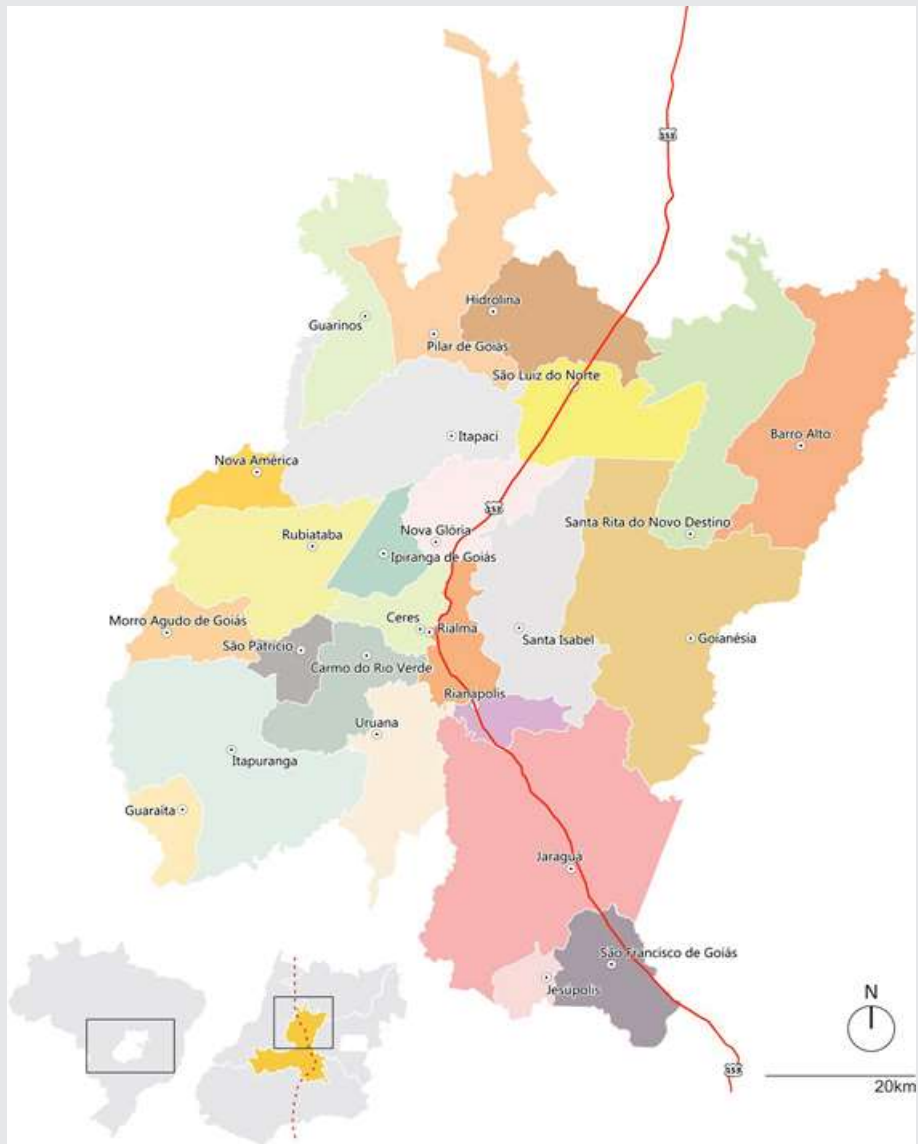 153
Hidrolina
Guarinos
Pilar de Goiás
São Luiz do Norte
Itapaci
Barro Alto
Nova América
153
Santa Rita do Novo Destino
Rubiataba
Nova Glória
Ipiranga de Goiás
Morro Agudo de Goiás
Ceres
Rialma
Santa Isabel
Goianésia
São Patrício
Carmo do Rio Verde
Rianapolis
Uruana
Itapuranga
Guaraíta
Jaraguá
São Francisco de Goiás
Jesúpolis
N
153
20km